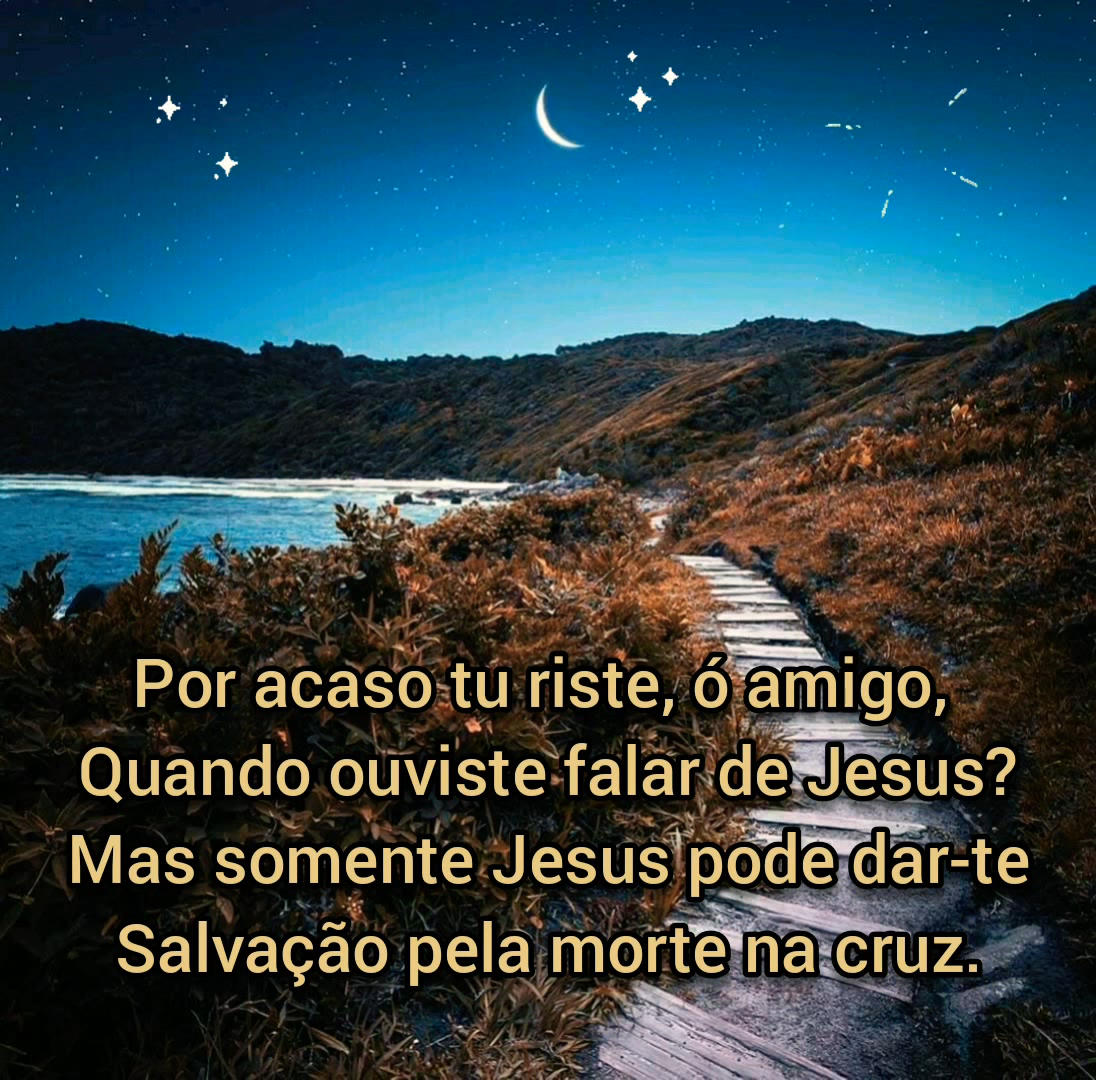 Por acaso tu riste, ó amigo,
Quando ouviste falar de Jesus?
Mas somente Jesus pode dar-te
Salvação pela morte na cruz.